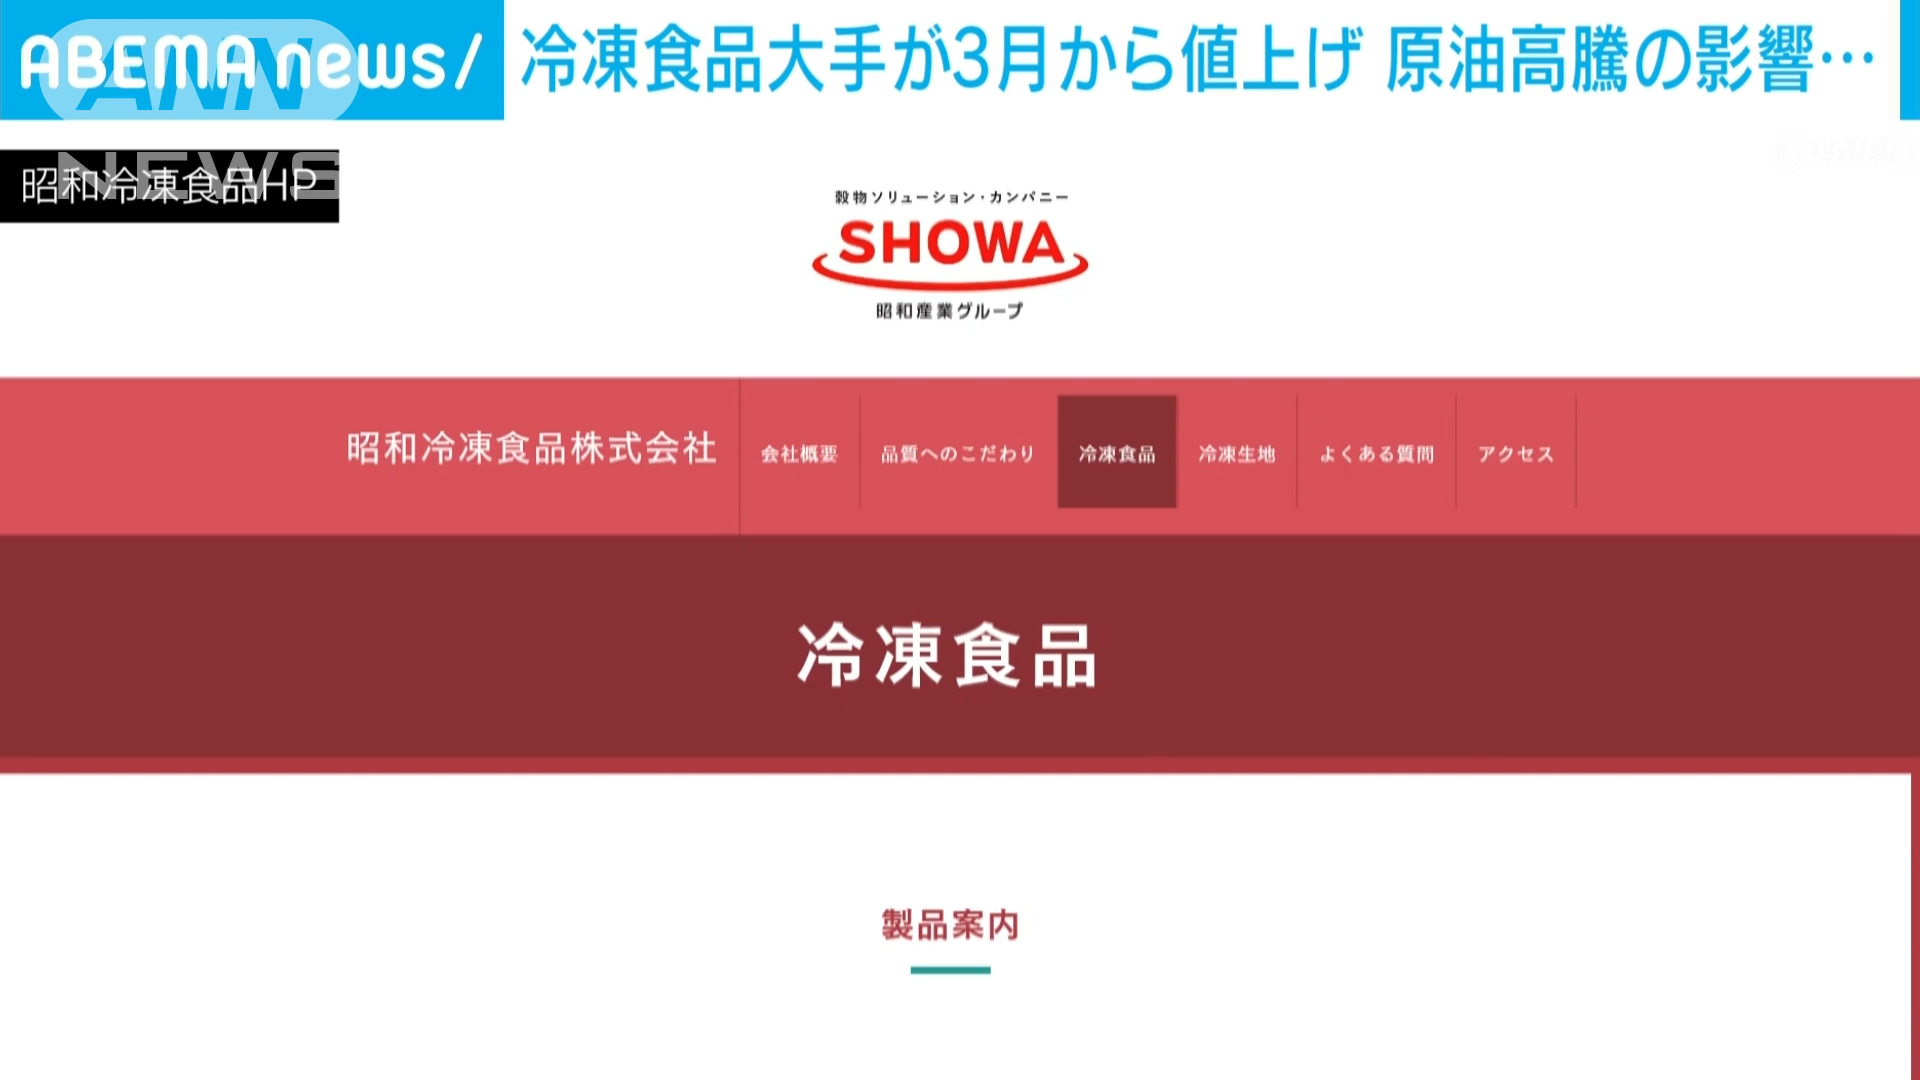 ABEMA news/
ANN
NEWS
冷凍食品大手が3月から値上げ 原油高騰の影響…
昭和冷凍食品HP
穀物ソリューション・カンパニー
SHOWA
昭和産業グループ
昭和冷凍食品株式会社
会社概要
品質へのこだわり
冷凍食品
冷凍生地
よくある質問
アクセス
冷凍食品
製品案内